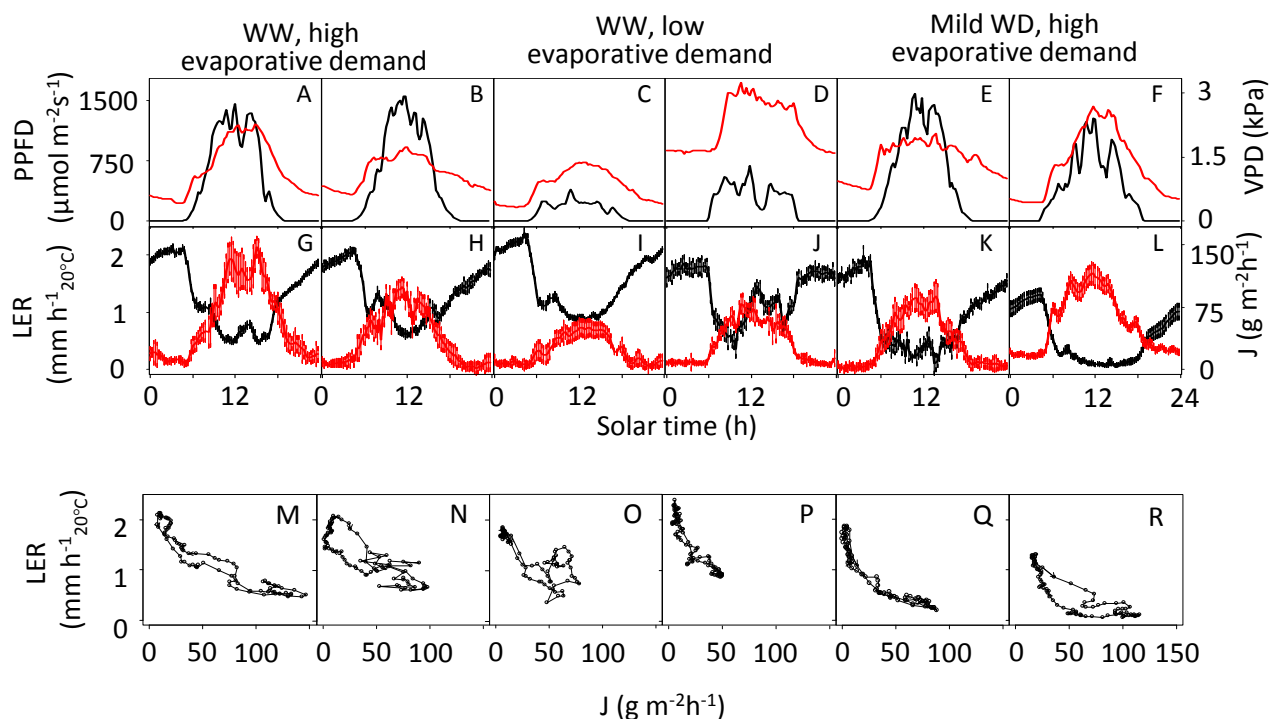 WW, high
evaporative demand
WW, low
evaporative demand
Mild WD, high
evaporative demand
PPFD
(µmol m⁻²s⁻¹)
1500
750
0
A
B
C
D
E
F
3
1.5
0
VPD (kPa)
LER
(mm h⁻¹ 20°C)
2
1
0
G
H
I
J
K
L
150
75
0
J (g m⁻²h⁻¹)
0 12 0 12 0 12 0 12 0 12 0 12 24
Solar time (h)
LER
(mm h⁻¹ 20°C)
2
1
0
M
N
O
P
Q
R
0 50 100 0 50 100 0 50 100 0 50 100 0 50 100 0 50 100 150
J (g m⁻²h⁻¹)